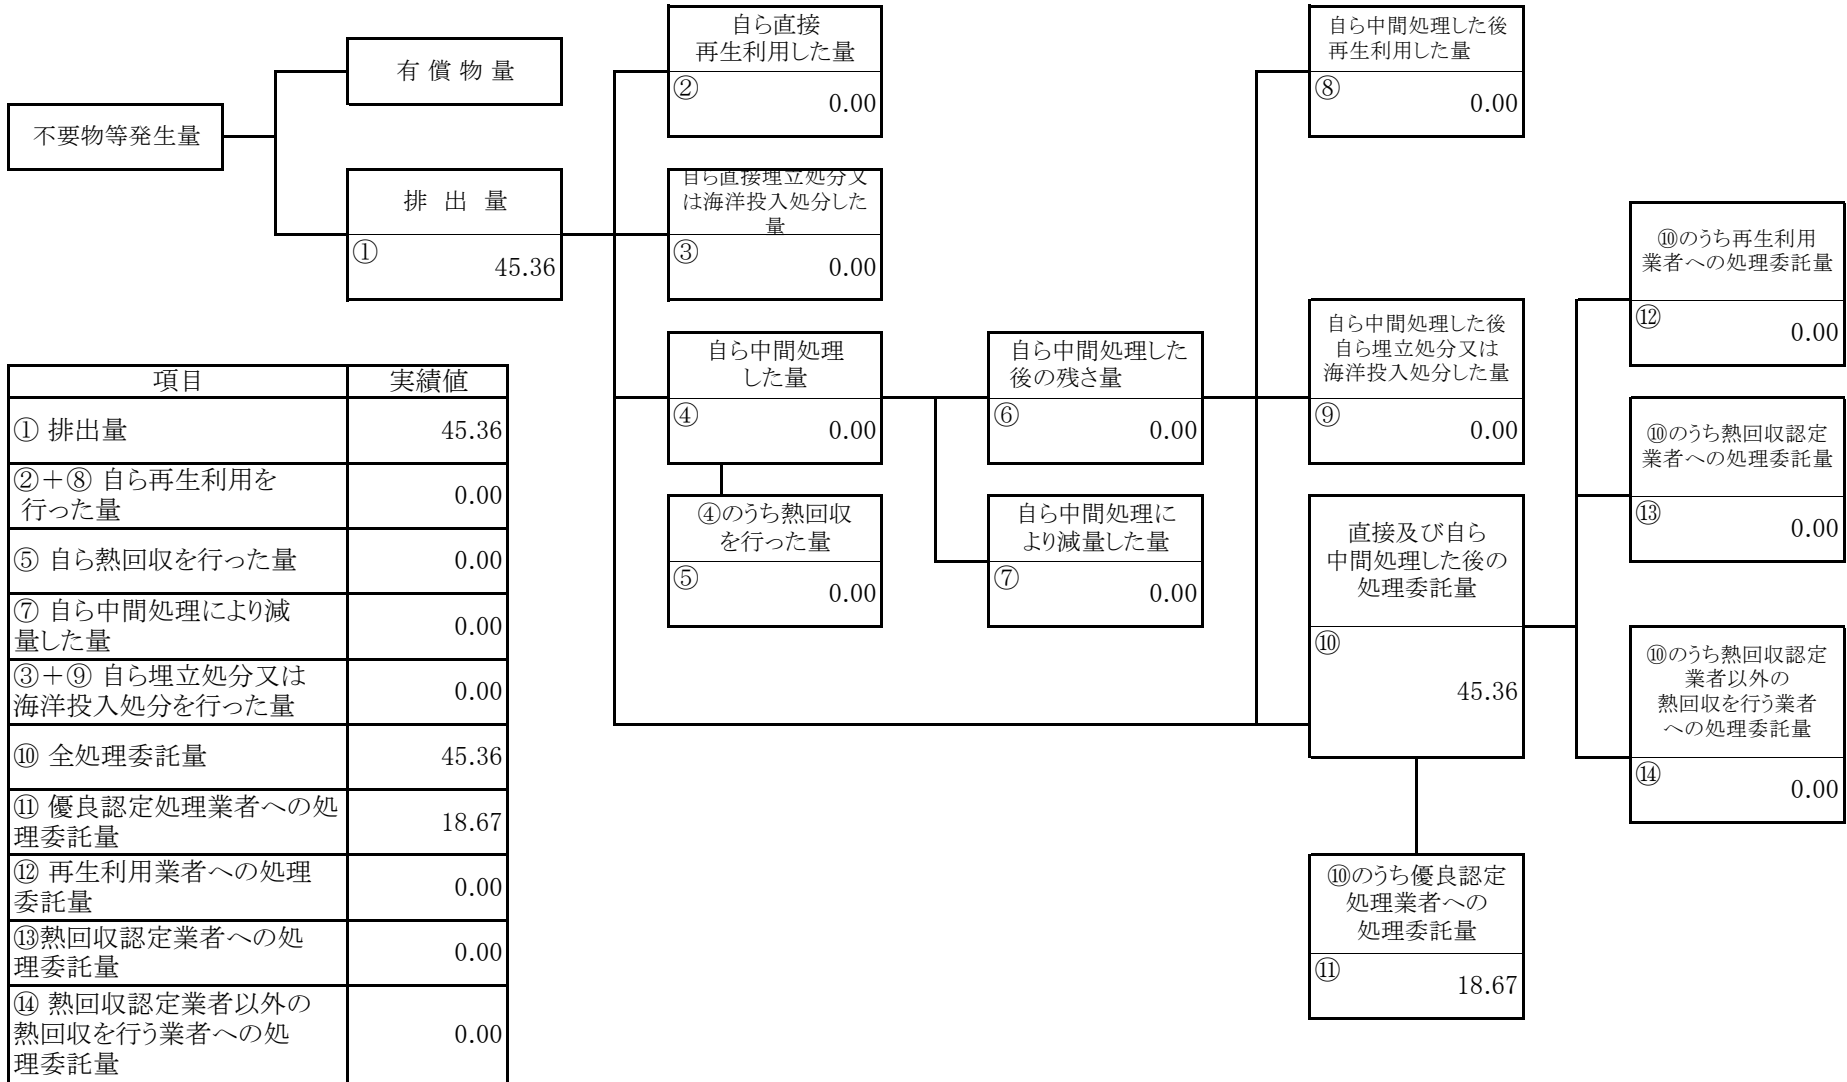 不要物等発生量
有 償 物 量
排 出 量
①
45.36
自ら直接
再生利用した量
②
0.00
自ら直接埋立処分又
は海洋投入処分した
量
③
0.00
自ら中間処理
した量
④
0.00
④のうち熱回収
を行った量
⑤
0.00
自ら中間処理した
後の残さ量
⑥
0.00
自ら中間処理に
より減量した量
⑦
0.00
自ら中間処理した後
再生利用した量
⑧
0.00
自ら中間処理した後
自ら埋立処分又は
海洋投入処分した量
⑨
0.00
直接及び自ら
中間処理した後の
処理委託量
⑩
45.36
⑩のうち優良認定
処理業者への
処理委託量
⑪
18.67
⑩のうち再生利用
業者への処理委託量
⑫
0.00
⑩のうち熱回収認定
業者への処理委託量
⑬
0.00
⑩のうち熱回収認定
業者以外の
熱回収を行う業者
への処理委託量
⑭
0.00
項目 実績値
① 排出量 45.36
②+⑧ 自ら再生利用を
行った量 0.00
⑤ 自ら熱回収を行った量 0.00
⑦ 自ら中間処理により減
量した量 0.00
③+⑨ 自ら埋立処分又は
海洋投入処分を行った量 0.00
⑩ 全処理委託量 45.36
⑪ 優良認定処理業者への処
理委託量 18.67
⑫ 再生利用業者への処理
委託量 0.00
⑬熱回収認定業者への処
理委託量 0.00
⑭ 熱回収認定業者以外の
熱回収を行う業者への処
理委託量 0.00